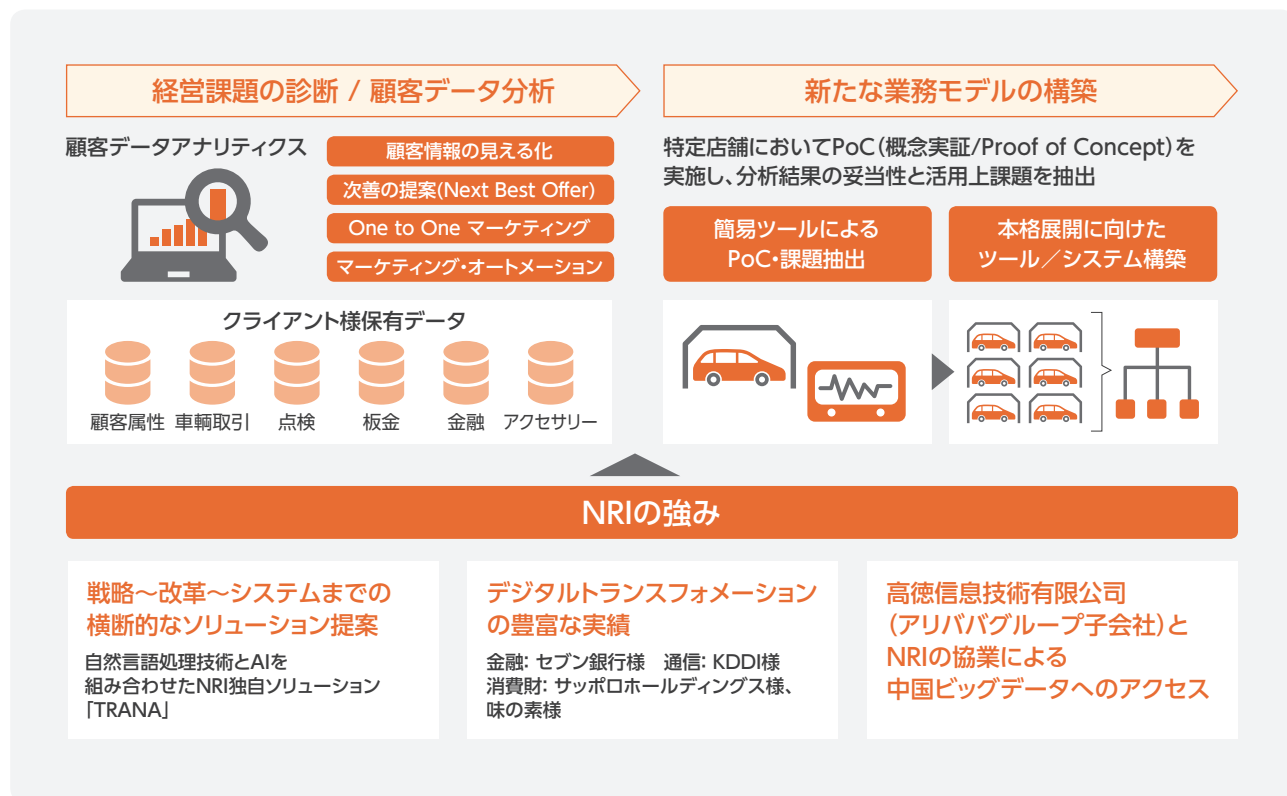 経営課題の診断 / 顧客データ分析
顧客データアナリティクス
顧客情報の見える化
次善の提案(Next Best Offer)
One to One マーケティング
マーケティング・オートメーション
クライアント様保有データ
顧客属性 車輌取引 点検 板金 金融 アクセサリー
新たな業務モデルの構築
特定店舗においてPoC（概念実証/Proof of Concept）を
実施し、分析結果の妥当性と活用上課題を抽出
簡易ツールによる
PoC・課題抽出
本格展開に向けた
ツール／システム構築
NRIの強み
戦略～改革～システムまでの
横断的なソリューション提案
自然言語処理技術とAIを
組み合わせたNRI独自ソリューション
「TRANA」
デジタルトランスフォメーション
の豊富な実績
金融: セブン銀行様　通信: KDDI様
消費財: サッポロホールディングス様、
味の素様
高徳信息技術有限公司
（アリババグループ子会社）と
NRIの協業による
中国ビッグデータへのアクセス